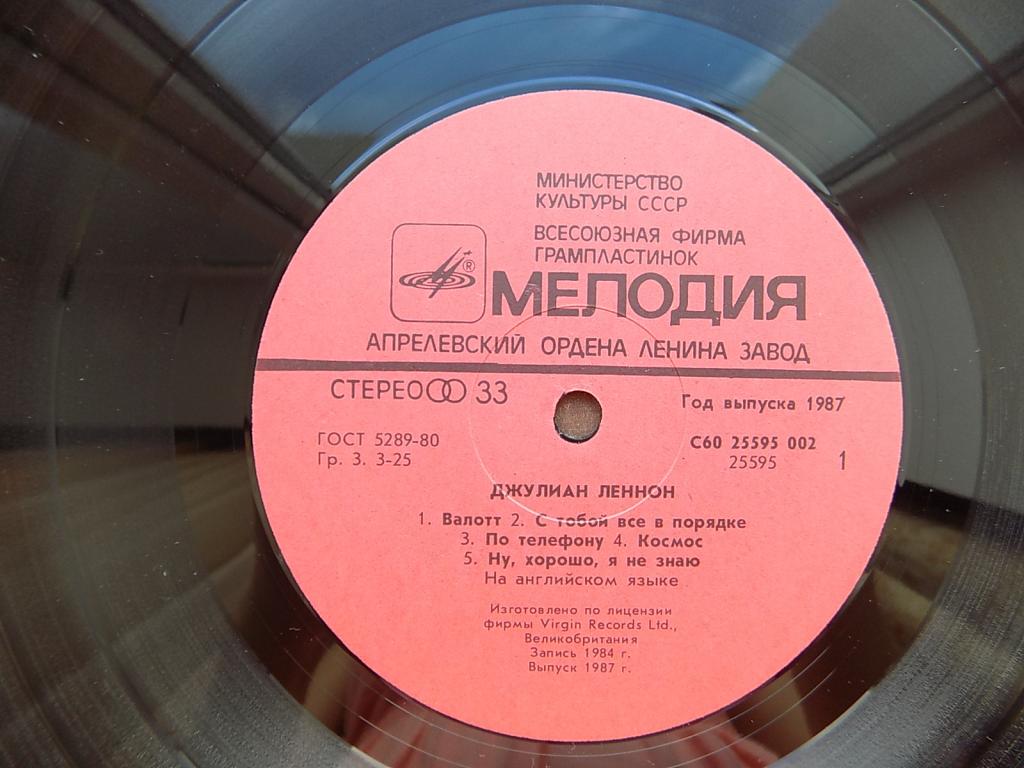 МИНИСТЕРСТВО
КУЛЬТУРЫ СССР
ВСЕСОЮЗНАЯ ФИРМА
ГРАМПЛАСТИНОК
®
МЕЛОДИЯ
АПРЕЛЕВСКИЙ ОРДЕНА ЛЕНИНА ЗАВОД
СТЕРЕО 33
Год выпуска 1987
ГОСТ 5289-80
Гр. 3. 3-25
С60 25595 002
25595 1
ДЖУЛИАН ЛЕННОН
1. Валотт 2. С тобой все в порядке
3. По телефону 4. Космос
5. Ну, хорошо, я не знаю
На английском языке
Изготовлено по лицензии
фирмы Virgin Records Ltd.,
Великобритания
Запись 1984 г.
Выпуск 1987 г.